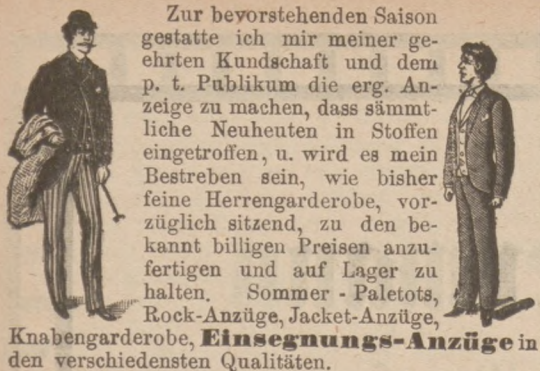 Zur bevorstehenden Saison
gestatte ich mir meiner ge-
ehrten Kundschaft und dem
p. t. Publikum die erg. An-
zeige zu machen, dass sämmt-
liche Neuheuten in Stoffen
eingetroffen, u. wird es mein
Bestreben sein, wie bisher
feine Herrengarderobe, vor-
züglich sitzend, zu den be-
kannt billigen Preisen anzu-
fertigen und auf Lager zu
halten. Sommer-Paletots,
Rock-Anzüge, Jacket-Anzüge,
Knabengarderobe, Einsegnungs-Anzüge in
den verschiedensten Qualitäten.